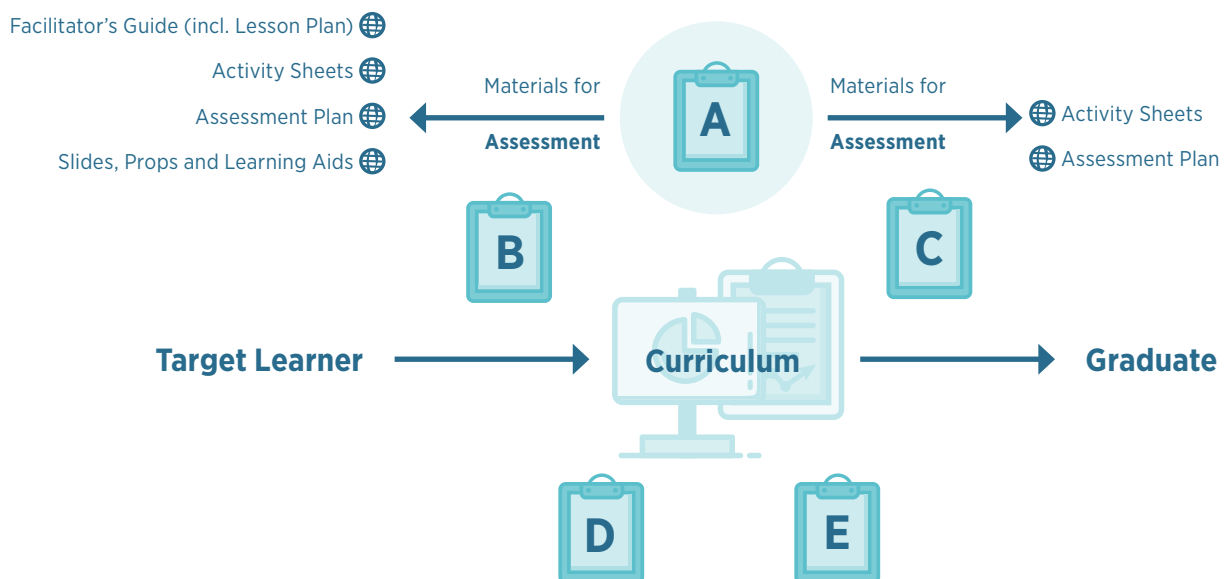 Facilitator’s Guide (incl. Lesson Plan)
Activity Sheets
Assessment Plan
Slides, Props and Learning Aids
Materials for
Assessment
A
Materials for
Assessment
Activity Sheets
Assessment Plan
B
C
Target Learner
Curriculum
Graduate
D
E